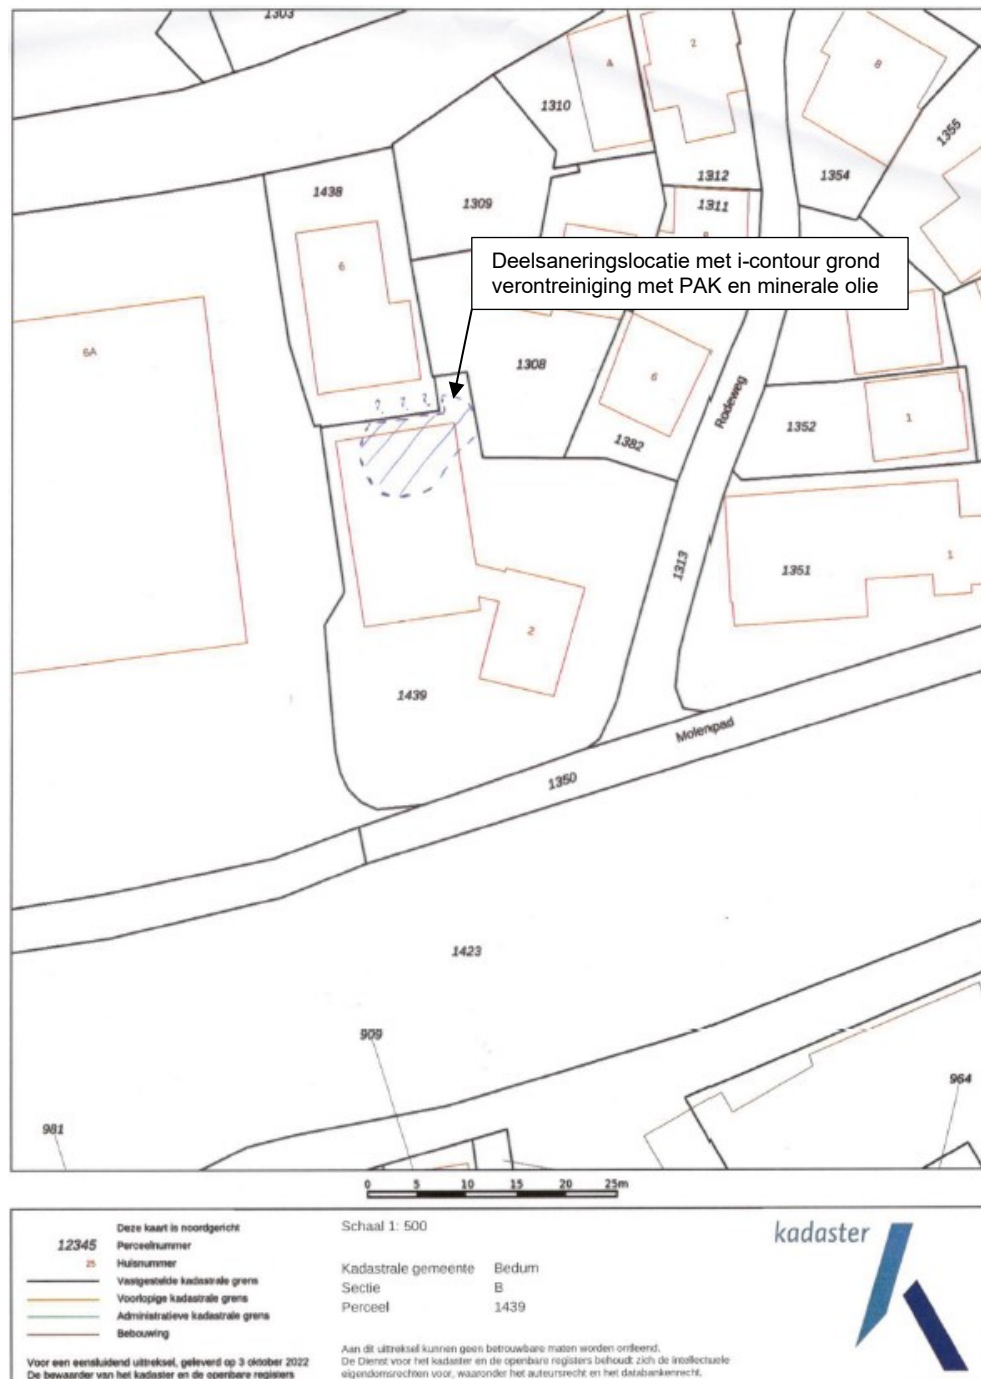 1303
4
2
8
1310
1355
1438
1312
1354
1309
1311
6
Deelsaneringslocatie met i-contour grond
verontreiniging met PAK en minerale olie
6A
1308
6
Rodeweg
? ? ?
1382
1352
1
1313
1351
1
2
1439
Molenpad
1350
1423
909
964
981
0 5 10 15 20 25m
Deze kaart is noordgericht
12345 Perceelnummer
25 Huisnummer
Vastgestelde kadastrale grens
Voorlopige kadastrale grens
Administratieve kadastrale grens
Bebouwing
Voor een eensluidend uittreksel, geleverd op 3 oktober 2022
De bewaarder van het kadaster en de openbare registers
Schaal 1: 500
Kadastrale gemeente Bedum
Sectie B
Perceel 1439
Aan dit uittreksel kunnen geen betrouwbare maten worden ontleend.
De Dienst voor het kadaster en de openbare registers behoudt zich de intellectuele
eigendomsrechten voor, waaronder het auteursrecht en het databankenrecht.
kadaster